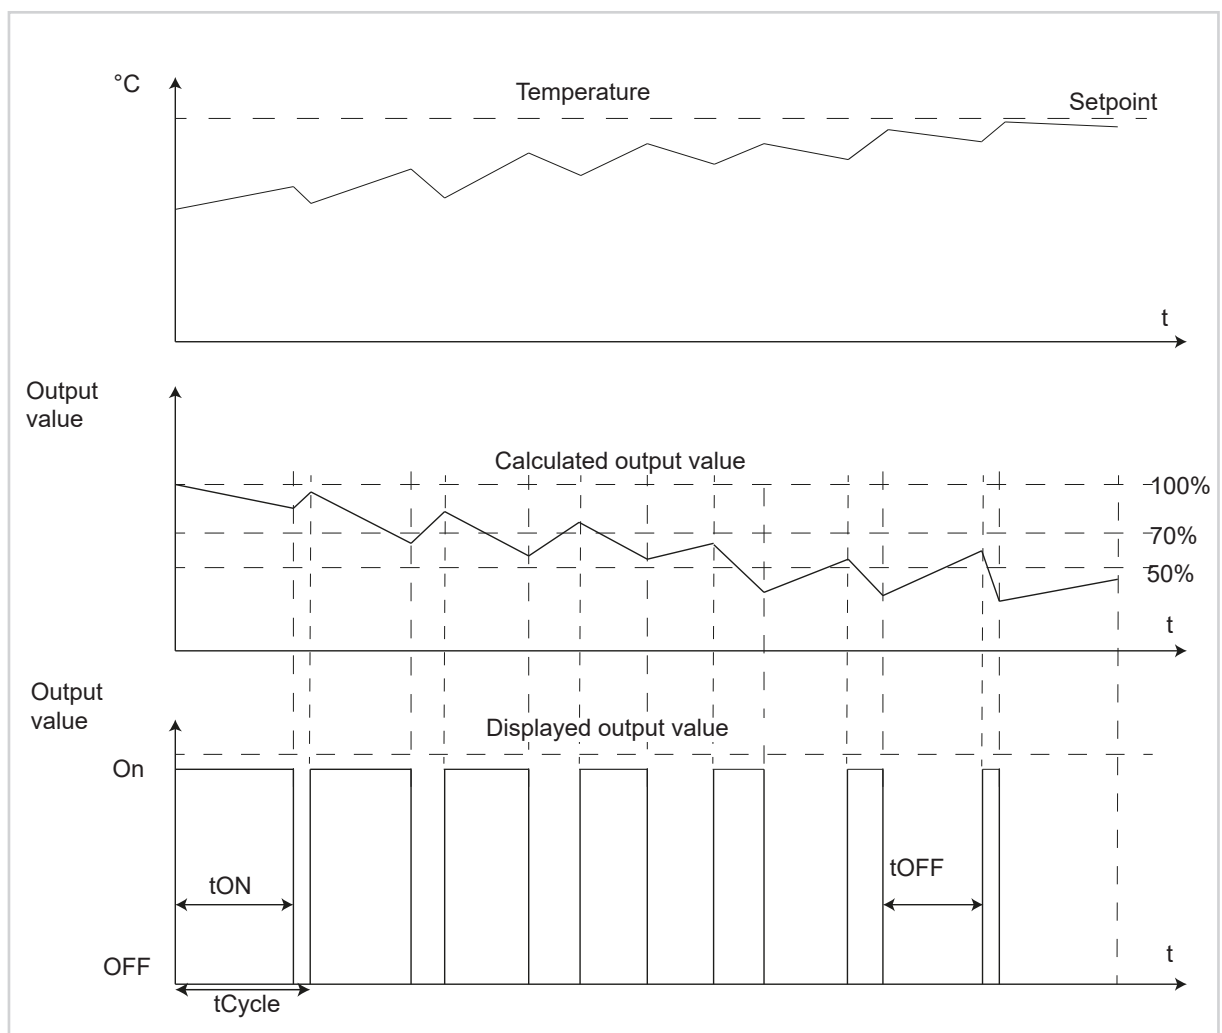 °C
Temperature
Setpoint
t
Output
value
Calculated output value
100%
70%
50%
t
Output
value
Displayed output value
On
tOFF
tON
OFF
t
tCycle